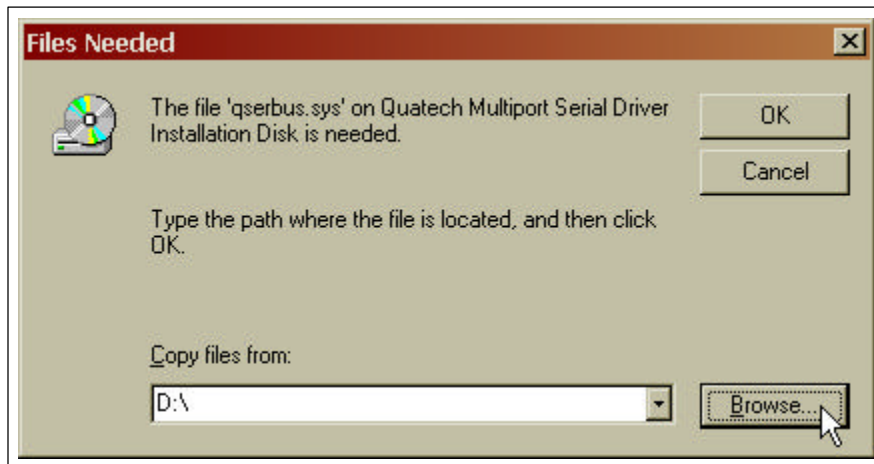 Files Needed
The file 'qserbus.sys' on Quatech Multiport Serial Driver
Installation Disk is needed.
OK
Cancel
Type the path where the file is located, and then click
OK.
Copy files from:
D:\
Browse...